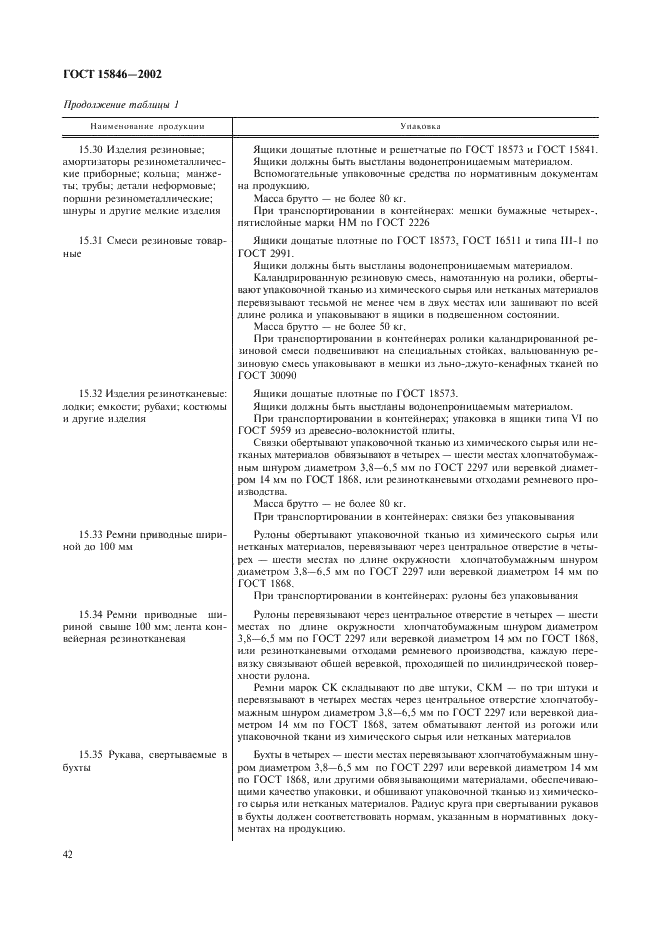 ГОСТ 15846—2002
Продолжение таблицы 1
Наименование продукции
Упаковка
15.30 Изделия резиновые;
амортизаторы резинометалличес-
кие приборные; кольца; манже-
ты; трубы; детали неформовые;
поршни резинометаллические;
шнуры и другие мелкие изделия
Ящики дощатые плотные и решетчатые по ГОСТ 18573 и ГОСТ 15841.
Ящики должны быть выстланы водонепроницаемым материалом.
Вспомогательные упаковочные средства по нормативным документам
на продукцию.
Масса брутто — не более 80 кг.
При транспортировании в контейнерах: мешки бумажные четырех-,
пятислойные марки НМ по ГОСТ 2226
15.31 Смеси резиновые товар-
ные
Ящики дощатые плотные по ГОСТ 18573, ГОСТ 16511 и типа III-1 по
ГОСТ 2991.
Ящики должны быть выстланы водонепроницаемым материалом.
Каландрированную резиновую смесь, намотанную на ролики, оберты-
вают упаковочной тканью из химического сырья или нетканых материалов
перевязывают тесьмой не менее чем в двух местах или зашивают по всей
длине ролика и упаковывают в ящики в подвешенном состоянии.
Масса брутто — не более 50 кг.
При транспортировании в контейнерах ролики каландрированной ре-
зиновой смеси подвешивают на специальных стойках, вальцованную ре-
зиновую смесь упаковывают в мешки из льно-джуто-кенафных тканей по
ГОСТ 30090
15.32 Изделия резинотканевые:
лодки; емкости; рубахи; костюмы
и другие изделия
Ящики дощатые плотные по ГОСТ 18573.
Ящики должны быть выстланы водонепроницаемым материалом.
При транспортировании в контейнерах; упаковка в ящики типа VI по
ГОСТ 5959 из древесно-волокнистой плиты.
Связки обертывают упаковочной тканью из химического сырья или не-
тканых материалов обвязывают в четырех — шести местах хлопчатобумаж-
ным шнуром диаметром 3,8—6,5 мм по ГОСТ 2297 или веревкой диамет-
ром 14 мм по ГОСТ 1868, или резинотканевыми отходами ремневого про-
изводства.
Масса брутто — не более 80 кг.
При транспортировании в контейнерах: связки без упаковывания
15.33 Ремни приводные шири-
ной до 100 мм
Рулоны обертывают упаковочной тканью из химического сырья или
нетканых материалов, перевязывают через центральное отверстие в четы-
рех — шести местах по длине окружности хлопчатобумажным шнуром
диаметром 3,8—6,5 мм по ГОСТ 2297 или веревкой диаметром 14 мм по
ГОСТ 1868.
При транспортировании в контейнерах: рулоны без упаковывания
15.34 Ремни приводные ши-
риной свыше 100 мм; лента кон-
вейерная резинотканевая
Рулоны перевязывают через центральное отверстие в четырех — шести
местах по длине окружности хлопчатобумажным шнуром диаметром
3,8—6,5 мм по ГОСТ 2297 или веревкой диаметром 14 мм по ГОСТ 1868,
или резинотканевыми отходами ремневого производства, каждую пере-
вязку связывают общей веревкой, проходящей по цилиндрической повер-
хности рулона.
Ремни марок СК складывают по две штуки, СКМ — по три штуки и
перевязывают в четырех местах через центральное отверстие хлопчатобу-
мажным шнуром диаметром 3,8—6,5 мм по ГОСТ 2297 или веревкой диа-
метром 14 мм по ГОСТ 1868, затем обматывают лентой из рогожи или
упаковочной ткани из химического сырья или нетканых материалов
15.35 Рукава, свертываемые в
бухты
Бухты в четырех — шести местах перевязывают хлопчатобумажным шну-
ром диаметром 3,8—6,5 мм по ГОСТ 2297 или веревкой диаметром 14 мм
по ГОСТ 1868, или другими обвязывающими материалами, обеспечиваю-
щими качество упаковки, и обшивают упаковочной тканью из химическо-
го сырья или нетканых материалов. Радиус круга при свертывании рукавов
в бухты должен соответствовать нормам, указанным в нормативных доку-
ментах на продукцию.
42